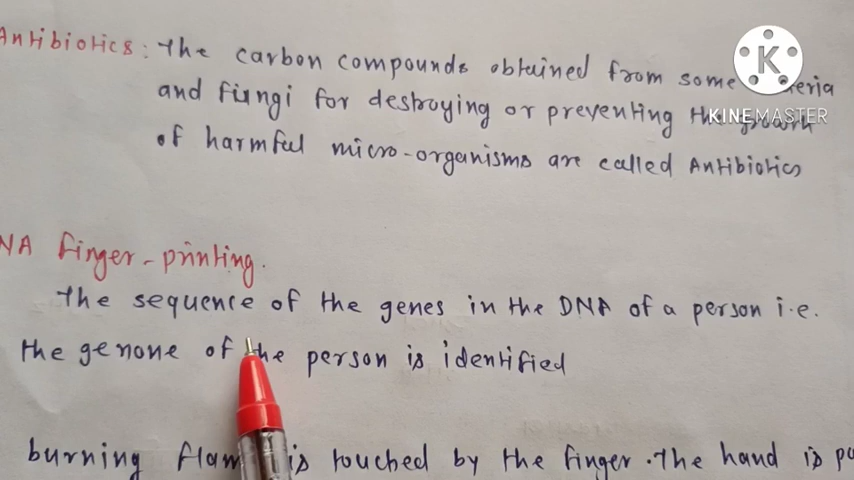 Antibiotics: The carbon compounds obtained from some
and fungi for destroying or preventing the growth
of harmful micro-organisms are called Antibiotics
K
KINEMASTER
NA finger-printing.
The sequence of the genes in the DNA of a person i.e.
the genone of the person is identified
burning is touched by the finger. The hand is